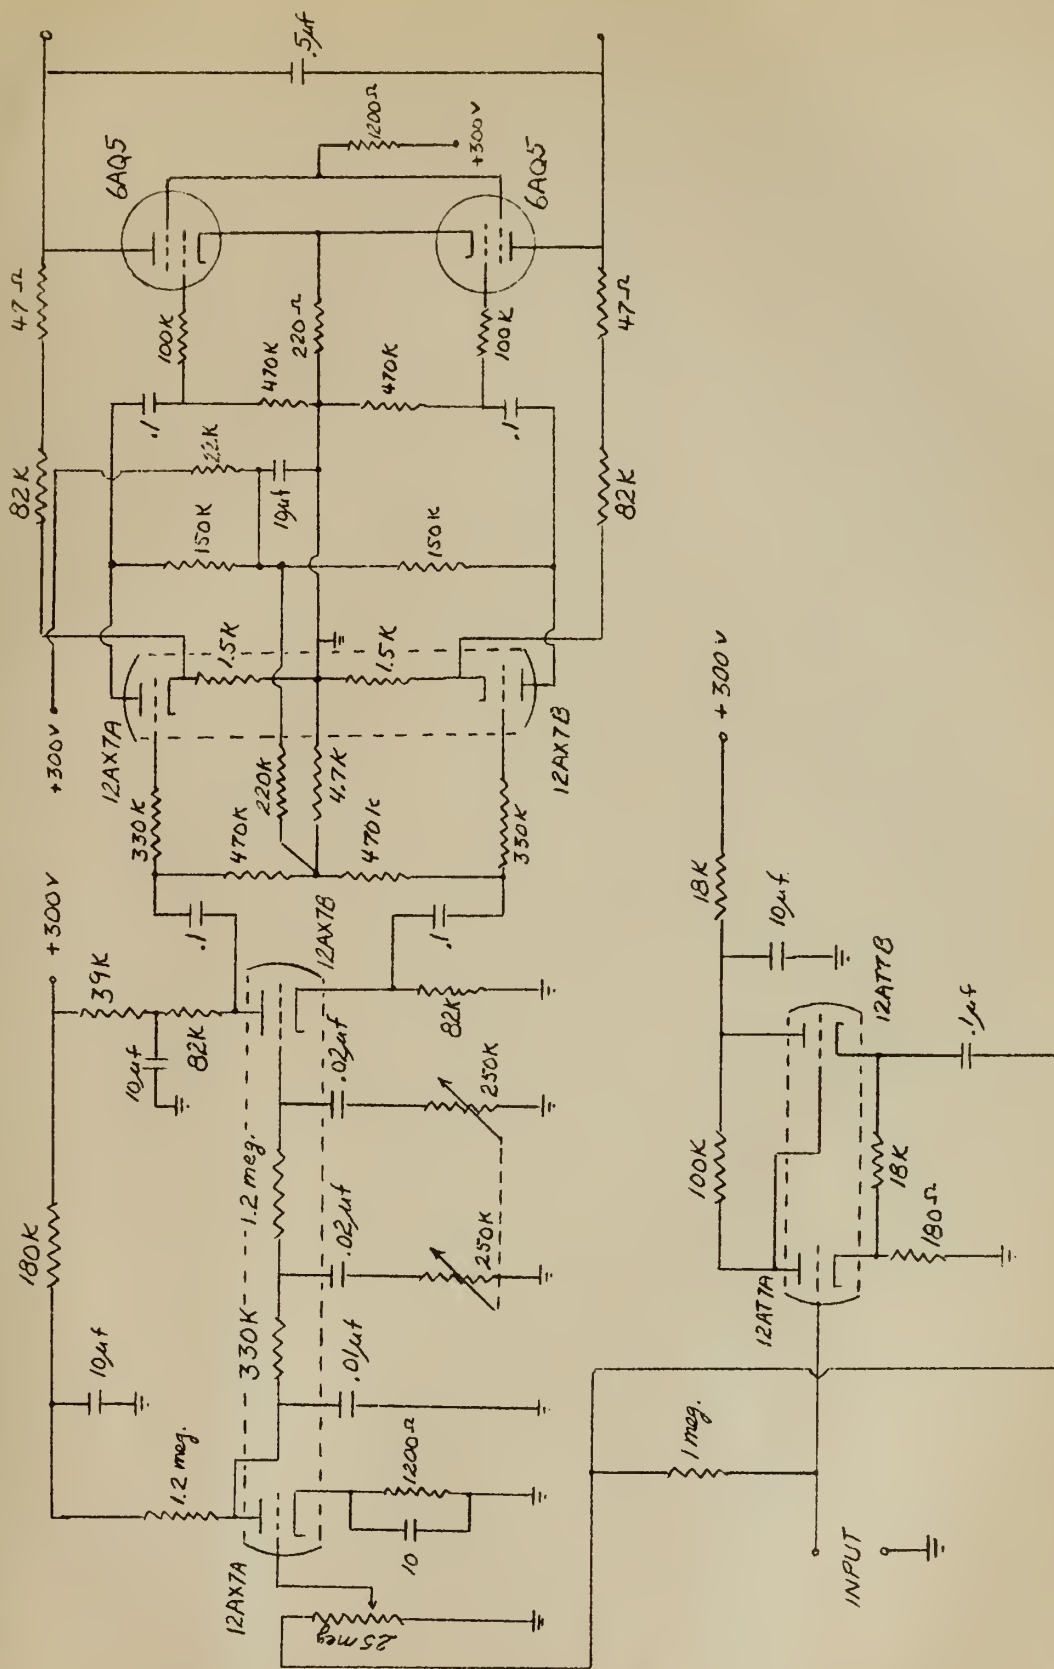 .5µf
1200Ω
+300V
6AQ5
6AQ5
47Ω
100K
220Ω
100K
47Ω
470K
470K
.1
.1
82K
22K
10µf
82K
150K
150K
+300V
12AX7A
1.5K
1.5K
12AX7B
330K
220K
4.7K
330K
470K
470K
.1
.1
+300V
39K
82K
10µf
12AX7B
82K
.02µf
250K
1.2 meg.
.02µf
250K
180K
330K
.01µf
10µf
1.2 meg.
1200Ω
10
12AX7A
.25 meg
+300V
18K
10µf
12AT7B
.1µf
100K
18K
180Ω
12AT7A
1 meg.
INPUT